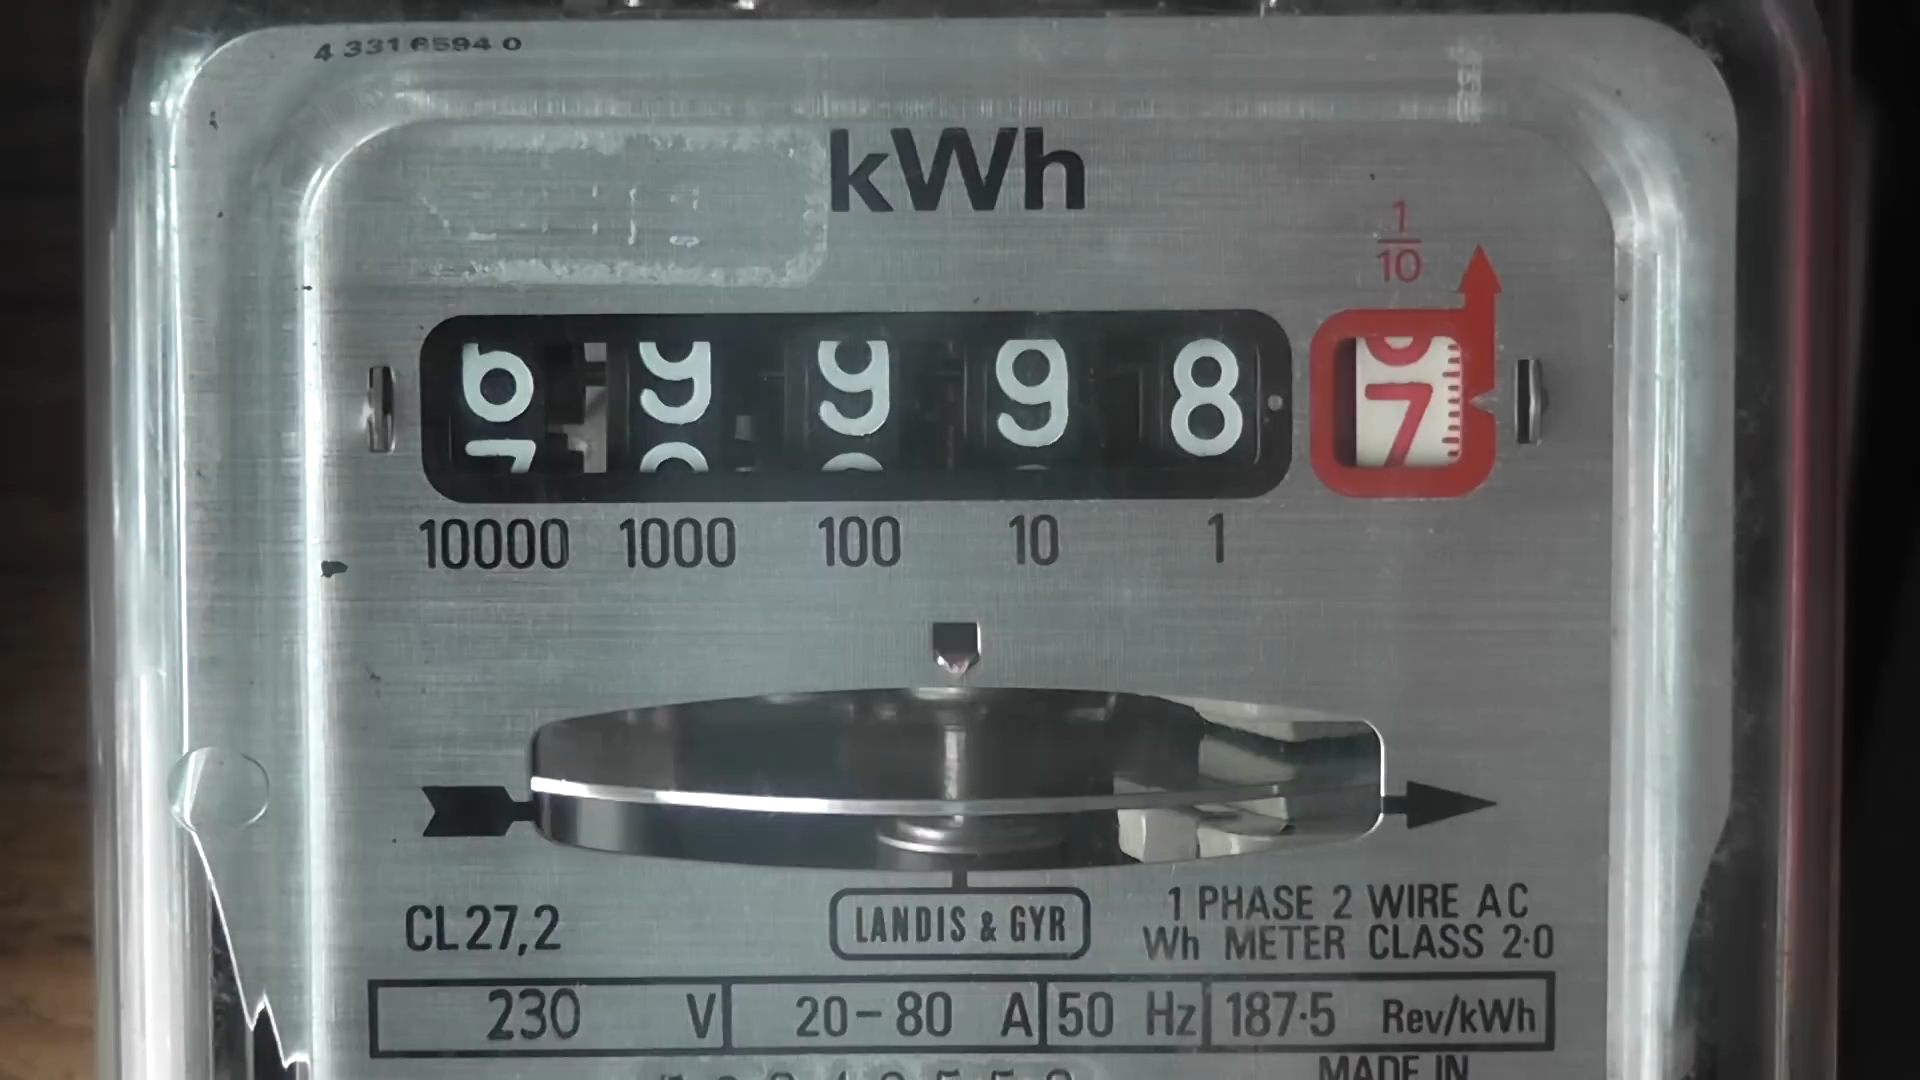 4 331 6594 0
kWh
1
10
6 9 9 9 8 7
10000 1000 100 10 1
CL27,2
LANDIS & GYR
1 PHASE 2 WIRE AC
Wh METER CLASS 2·0
230 V 20-80 A 50 Hz 187·5 Rev/kWh
MADE IN